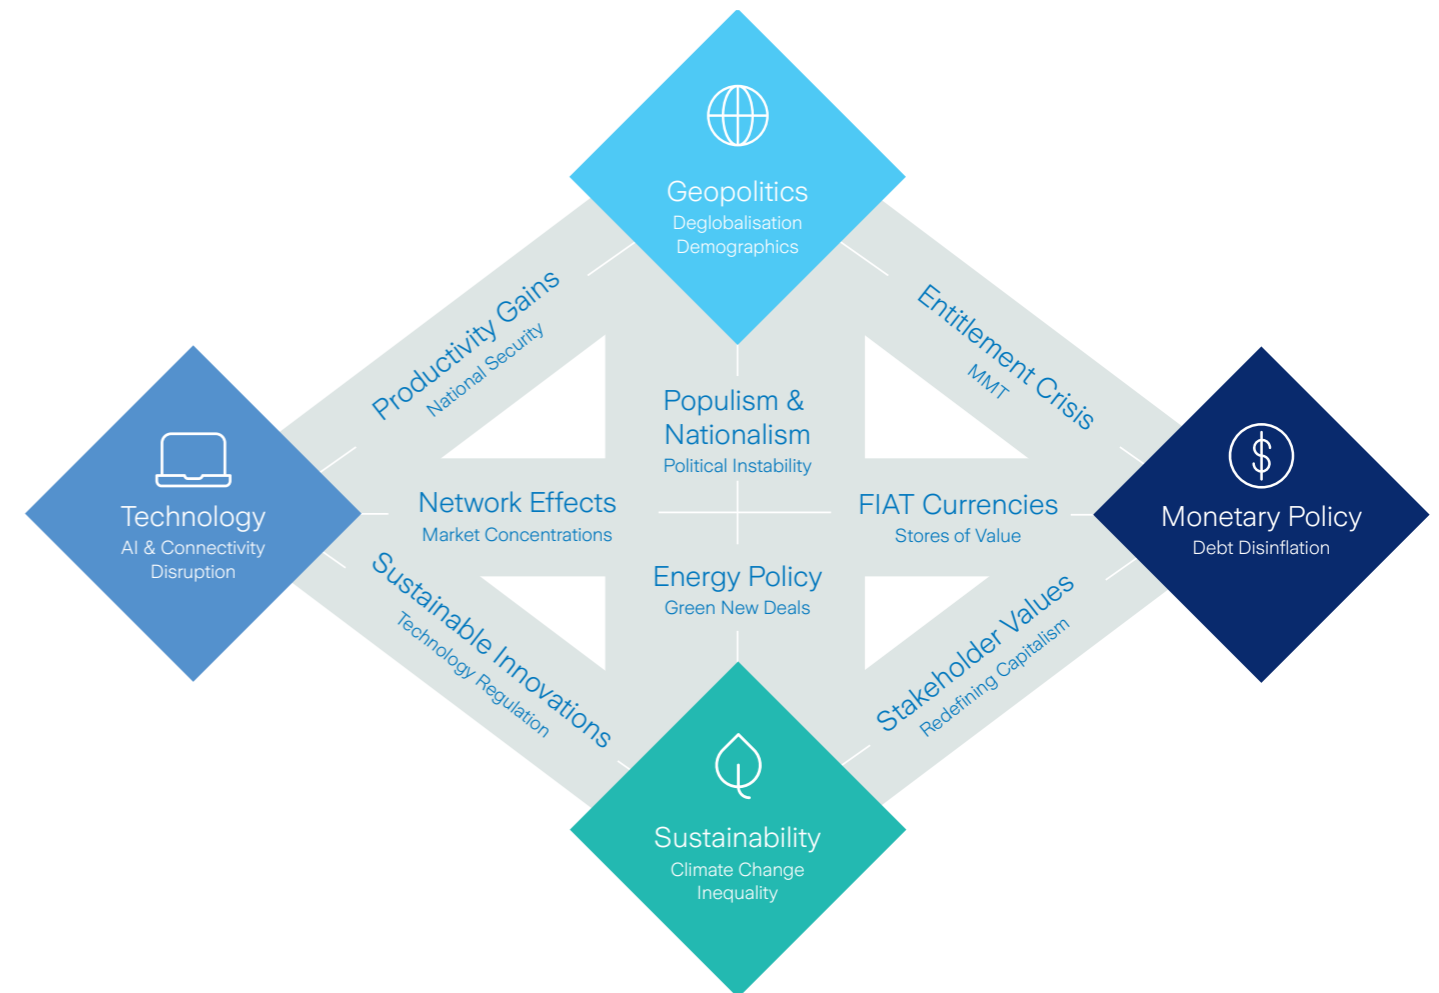 Geopolitics
Deglobalisation
Demographics
Productivity Gains
National Security
Entitlement Crisis
MMT
Populism &
Nationalism
Political Instability
Technology
AI & Connectivity
Disruption
Network Effects
Market Concentrations
FIAT Currencies
Stores of Value
Monetary Policy
Debt Disinflation
Energy Policy
Green New Deals
Sustainable Innovations
Technology Regulation
Stakeholder Values
Redefining Capitalism
Sustainability
Climate Change
Inequality